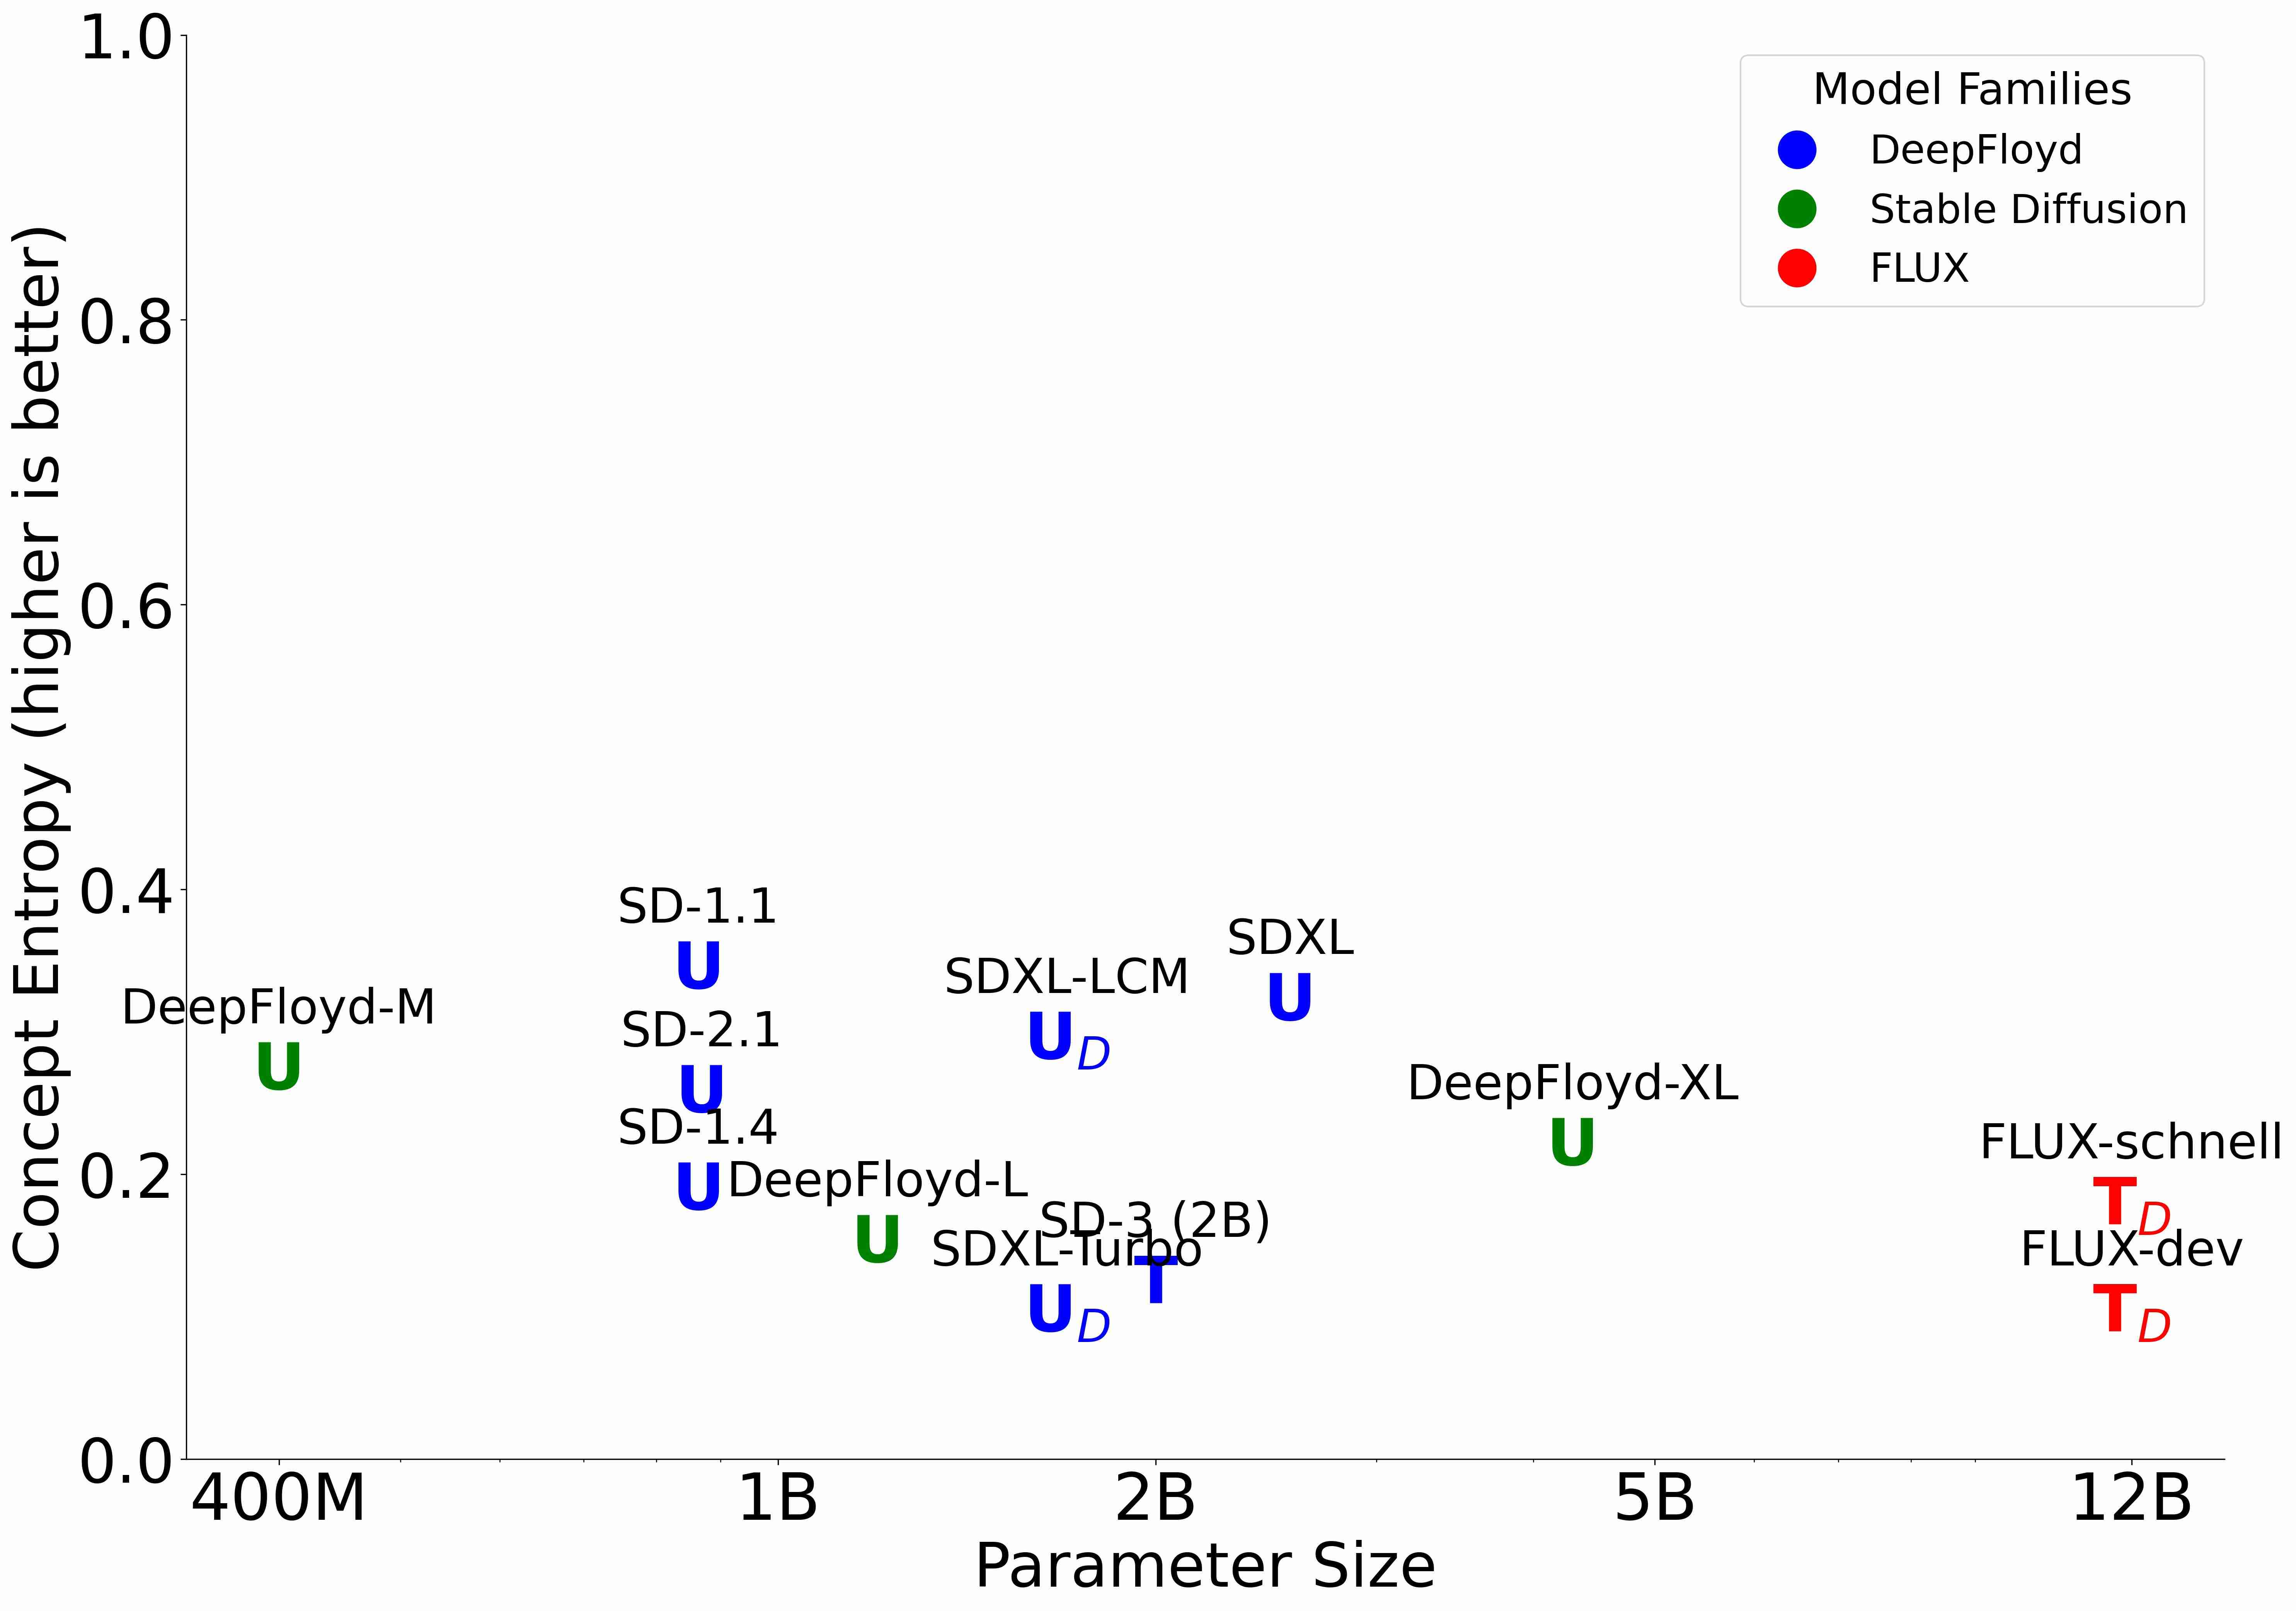 Concept Entropy (higher is better)
1.0
0.8
0.6
0.4
0.2
0.0
Model Families
DeepFloyd
Stable Diffusion
FLUX
SD-1.1
U
SDXL
U
SDXL-LCM
U D
DeepFloyd-M
U
SD-2.1
U
DeepFloyd-XL
U
SD-1.4
U
FLUX-schnell
T D
DeepFloyd-L
U
SD-3 (2B)
T
SDXL-Turbo
U D
FLUX-dev
T D
400M
1B
2B
5B
12B
Parameter Size